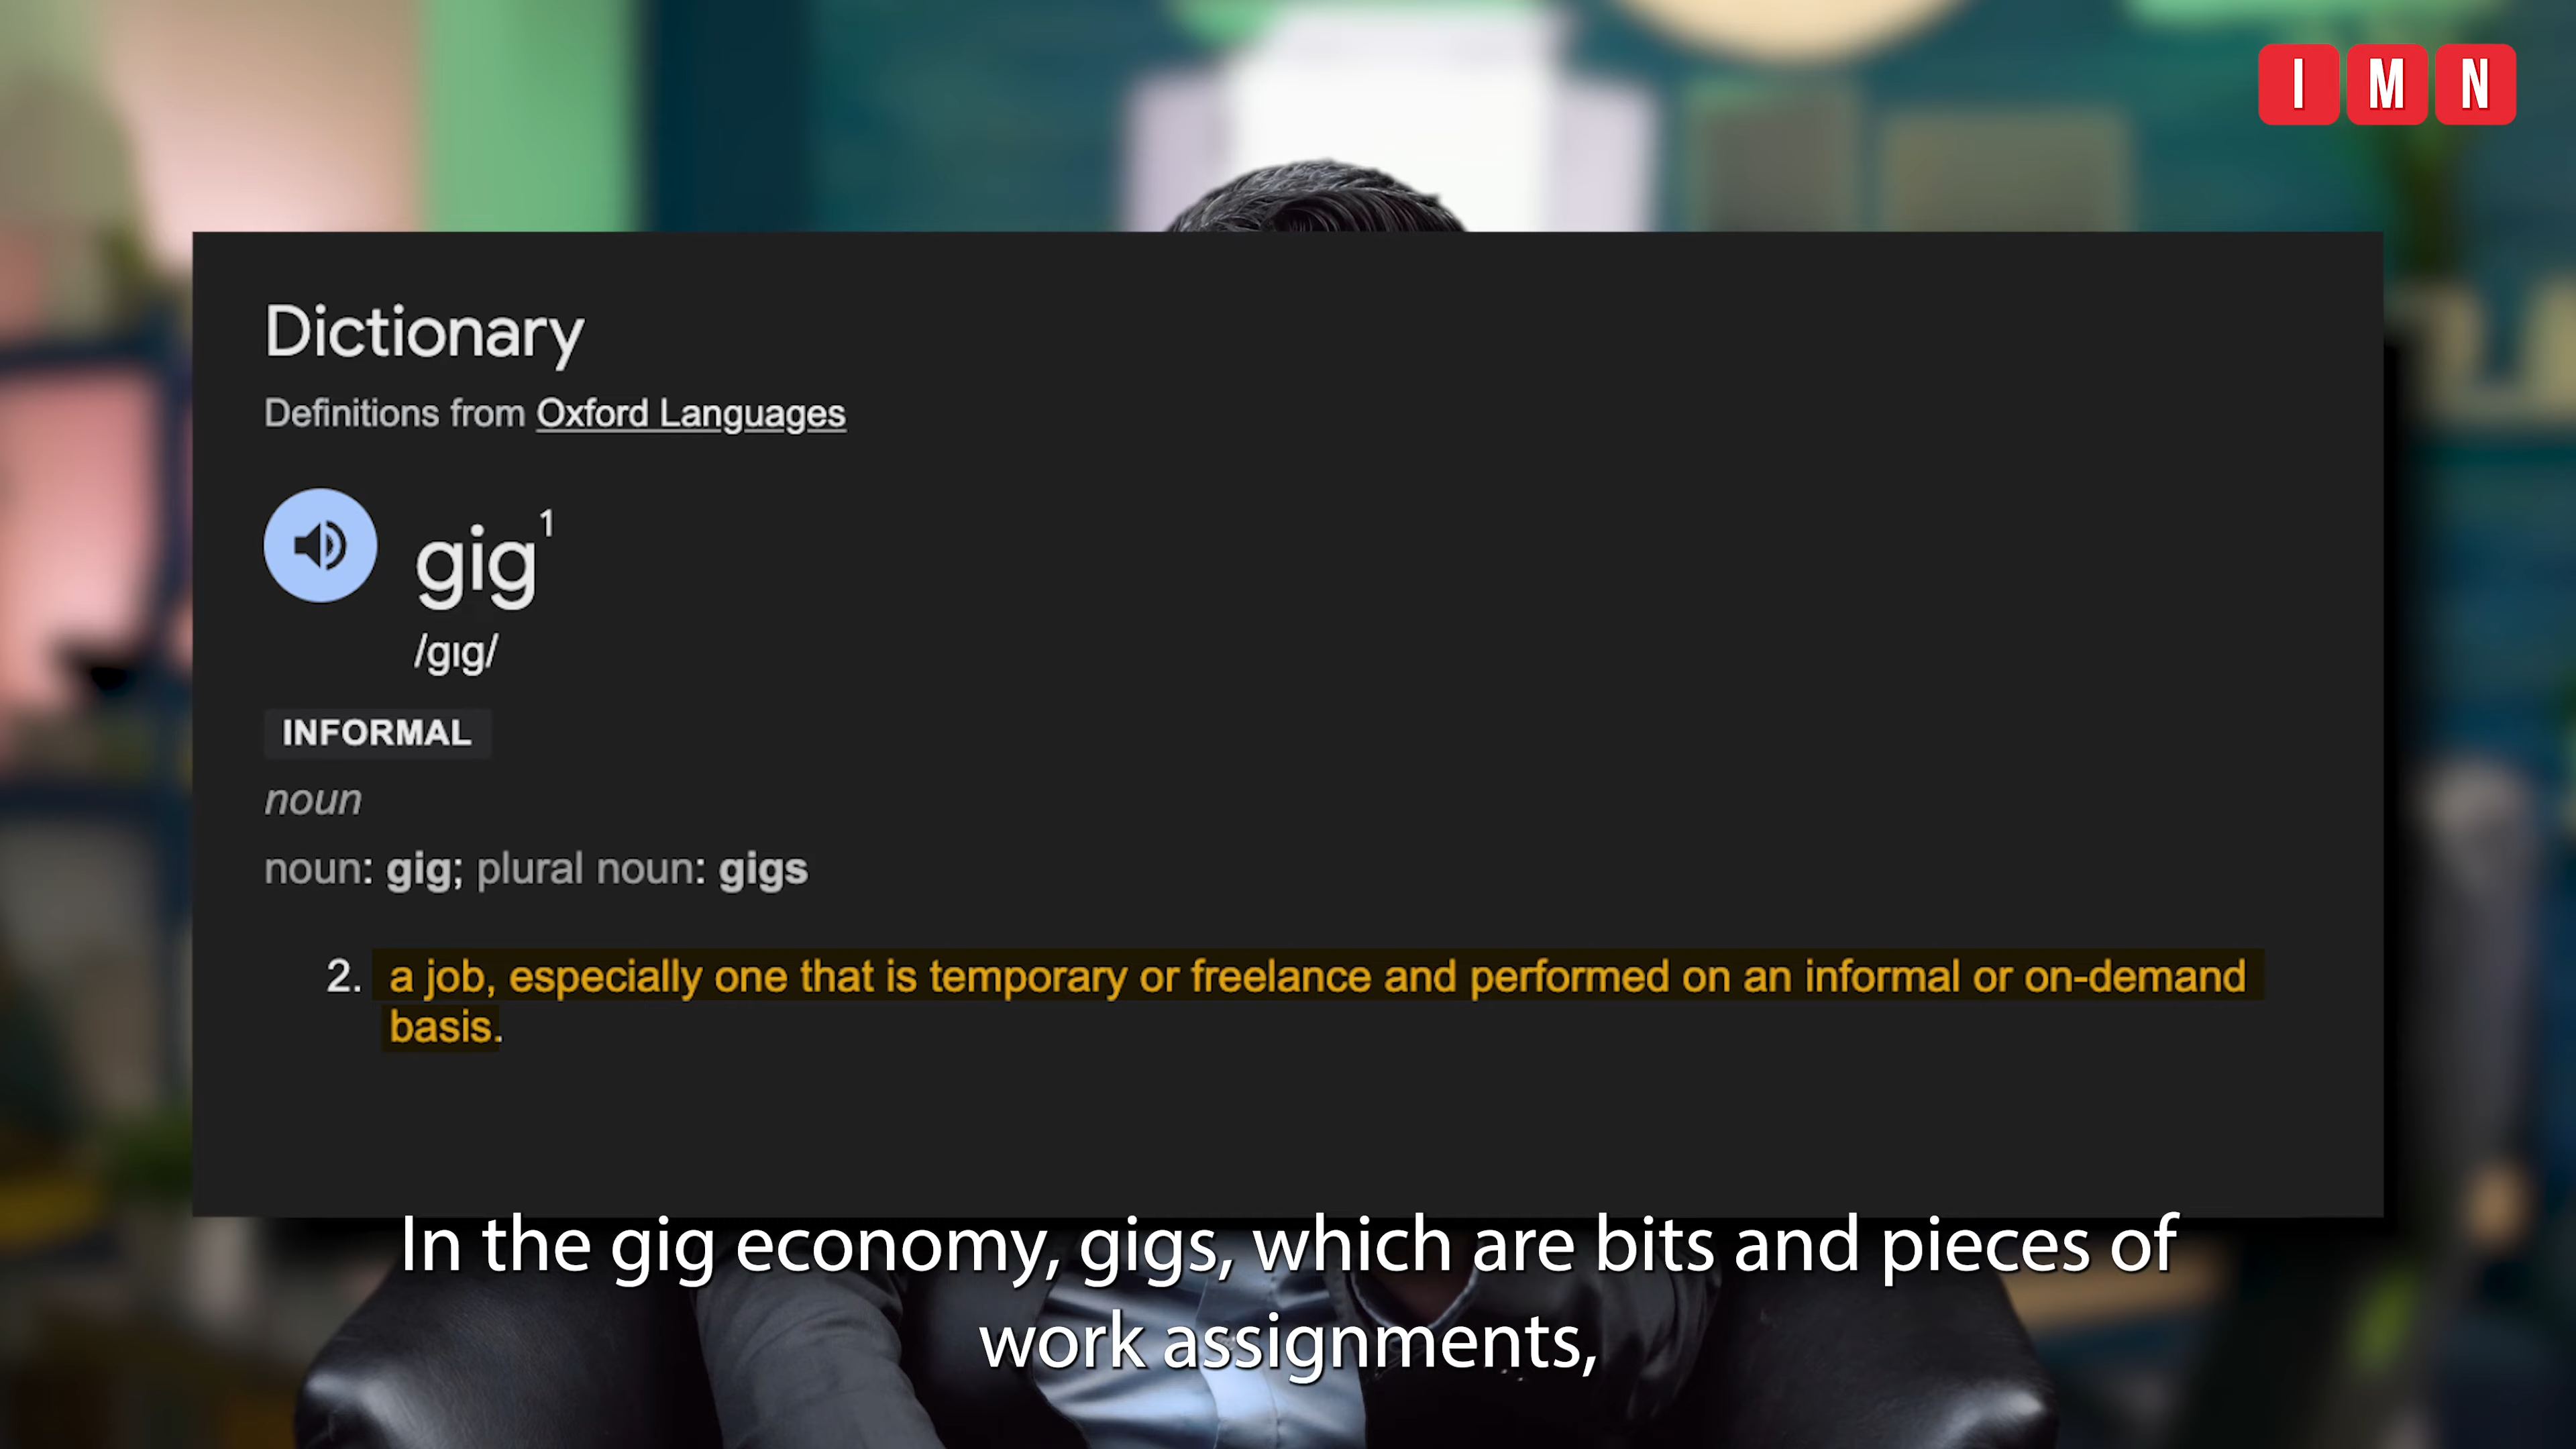 I M N
Dictionary
Definitions from Oxford Languages
gig¹
/ɡɪɡ/
INFORMAL
noun
noun: gig; plural noun: gigs
2. a job, especially one that is temporary or freelance and performed on an informal or on-demand
basis.
In the gig economy, gigs, which are bits and pieces of
work assignments,